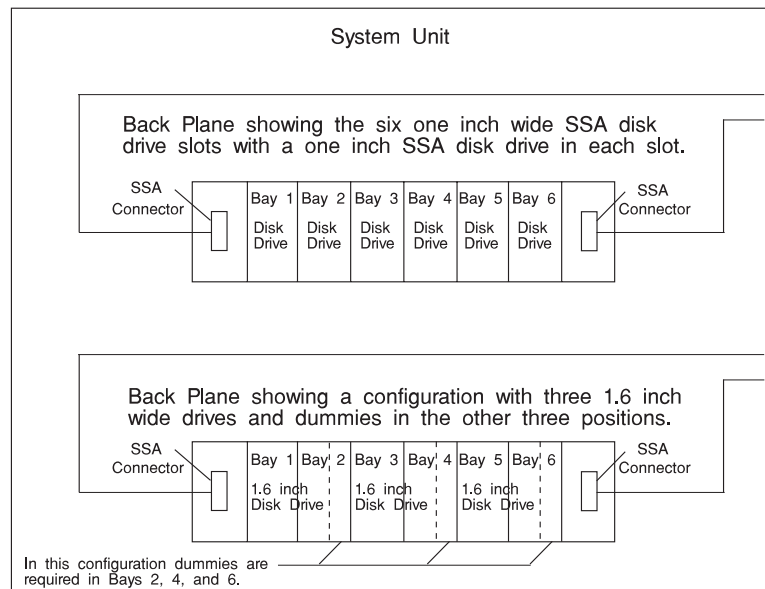 System Unit
Back Plane showing the six one inch wide SSA disk
drive slots with a one inch SSA disk drive in each slot.
SSA
Connector
Bay 1 Bay 2 Bay 3 Bay 4 Bay 5 Bay 6
Disk Disk Disk Disk Disk Disk
Drive Drive Drive Drive Drive Drive
SSA
Connector
Back Plane showing a configuration with three 1.6 inch
wide drives and dummies in the other three positions.
SSA
Connector
Bay 1 Bay 2 Bay 3 Bay 4 Bay 5 Bay 6
1.6 inch 1.6 inch 1.6 inch
Disk Drive Disk Drive Disk Drive
SSA
Connector
In this configuration dummies are
required in Bays 2, 4, and 6.